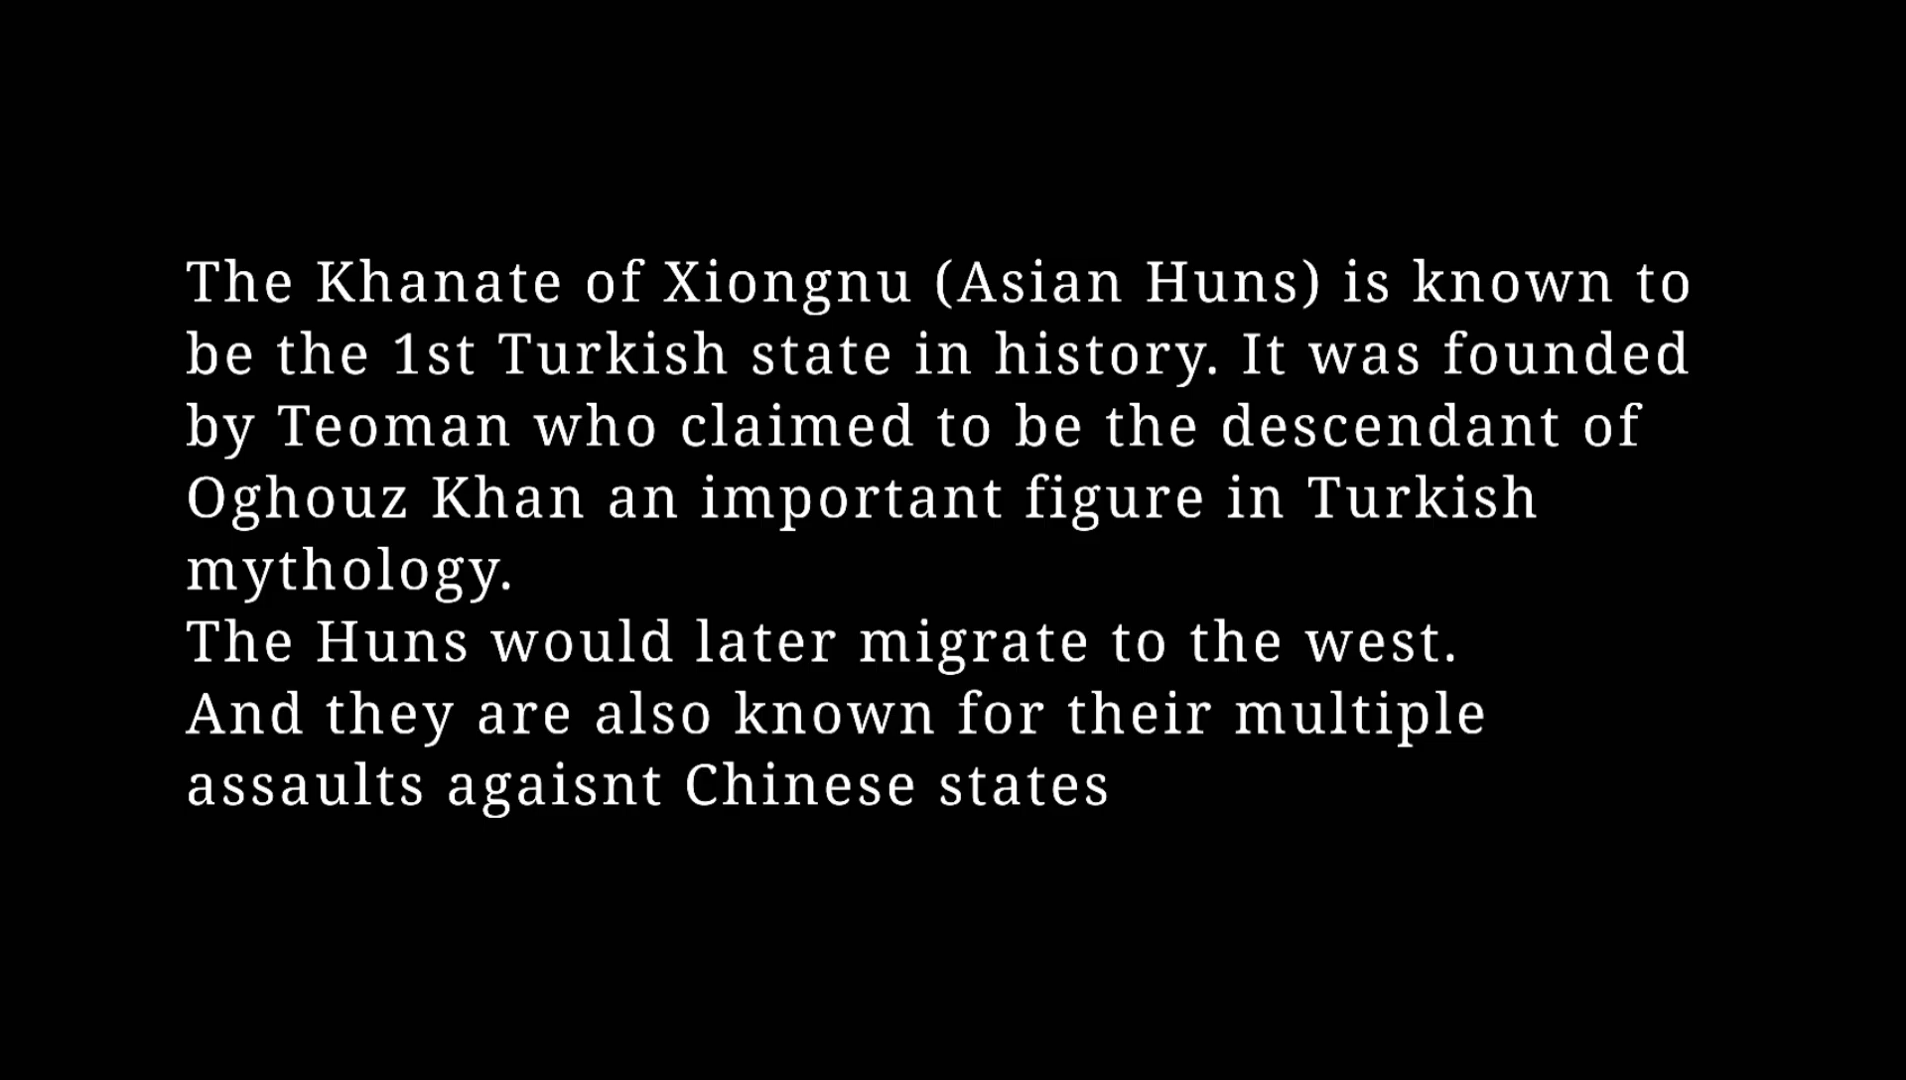 The Khanate of Xiongnu (Asian Huns) is known to
be the 1st Turkish state in history. It was founded
by Teoman who claimed to be the descendant of
Oghouz Khan an important figure in Turkish
mythology.
The Huns would later migrate to the west.
And they are also known for their multiple
assaults agaisnt Chinese states